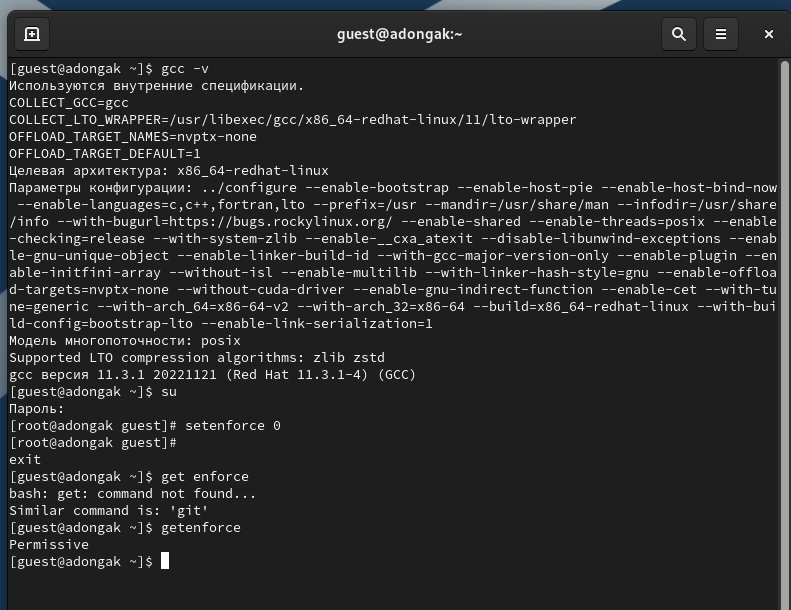 guest@adongak:~
[guest@adongak ~]$ gcc -v
Используются внутренние спецификации.
COLLECT_GCC=gcc
COLLECT_LTO_WRAPPER=/usr/libexec/gcc/x86_64-redhat-linux/11/lto-wrapper
OFFLOAD_TARGET_NAMES=nvptx-none
OFFLOAD_TARGET_DEFAULT=1
Целевая архитектура: x86_64-redhat-linux
Параметры конфигурации: ../configure --enable-bootstrap --enable-host-pie --enable-host-bind-now
 --enable-languages=c,c++,fortran,lto --prefix=/usr --mandir=/usr/share/man --infodir=/usr/share
/info --with-bugurl=https://bugs.rockylinux.org/ --enable-shared --enable-threads=posix --enable
-checking=release --with-system-zlib --enable-__cxa_atexit --disable-libunwind-exceptions --enab
le-gnu-unique-object --enable-linker-build-id --with-gcc-major-version-only --enable-plugin --en
able-initfini-array --without-isl --enable-multilib --with-linker-hash-style=gnu --enable-offloa
d-targets=nvptx-none --without-cuda-driver --enable-gnu-indirect-function --enable-cet --with-tu
ne=generic --with-arch_64=x86-64-v2 --with-arch_32=x86-64 --build=x86_64-redhat-linux --with-bui
ld-config=bootstrap-lto --enable-link-serialization=1
Модель многопоточности: posix
Supported LTO compression algorithms: zlib zstd
gcc версия 11.3.1 20221121 (Red Hat 11.3.1-4) (GCC)
[guest@adongak ~]$ su
Пароль:
[root@adongak guest]# setenforce 0
[root@adongak guest]#
exit
[guest@adongak ~]$ get enforce
bash: get: command not found...
Similar command is: 'git'
[guest@adongak ~]$ getenforce
Permissive
[guest@adongak ~]$